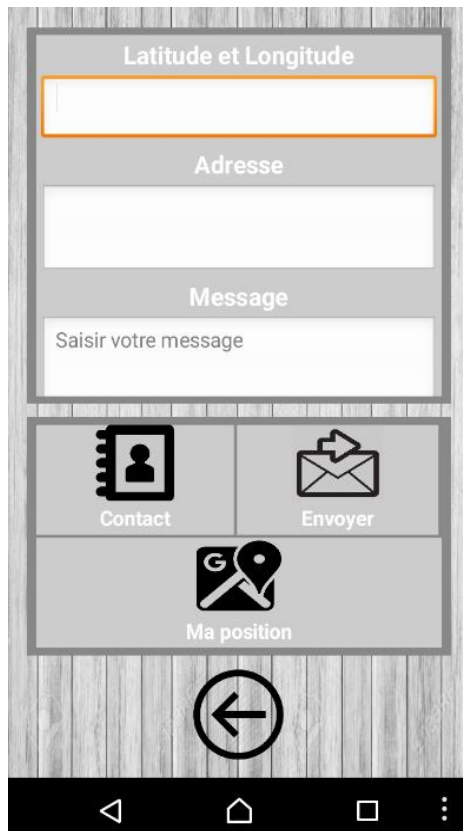 Latitude et Longitude
Adresse
Message
Saisir votre message
Contact
Envoyer
G
Ma position